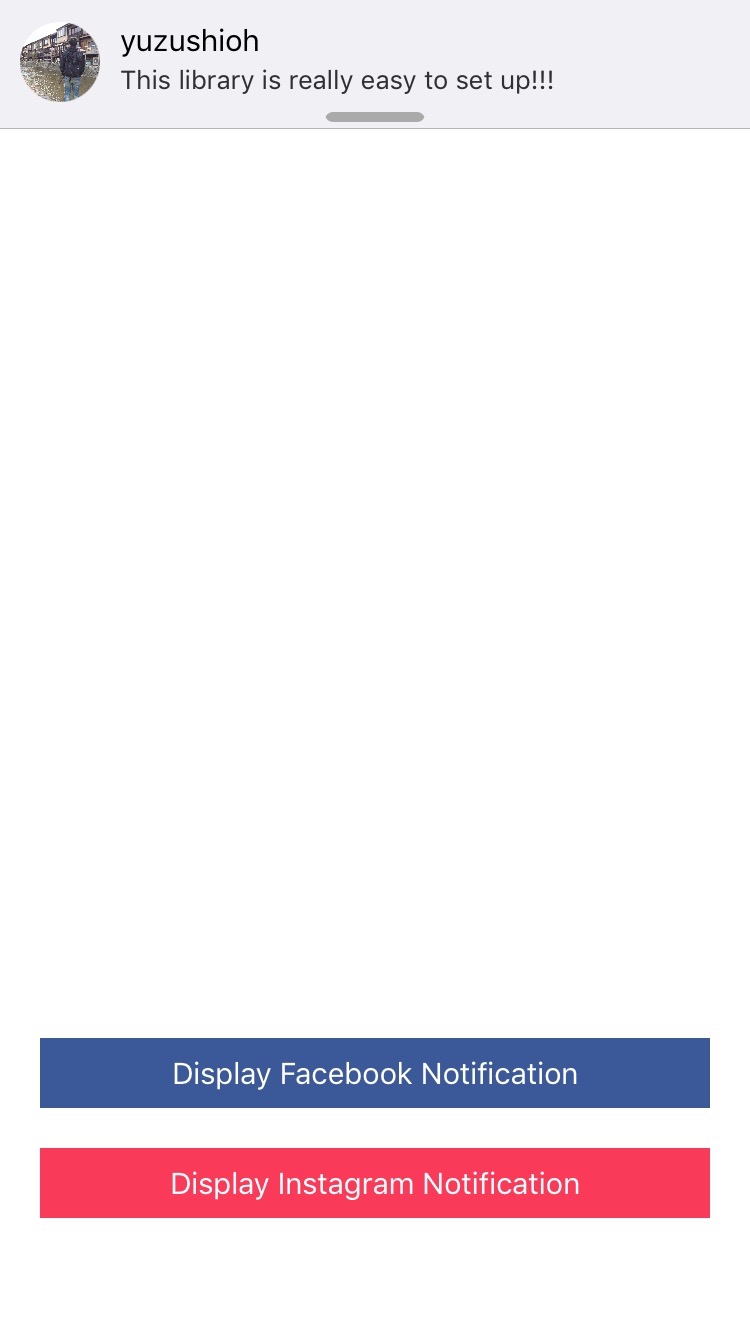 yuzushioh
This library is really easy to set up!!!
Display Facebook Notification
Display Instagram Notification